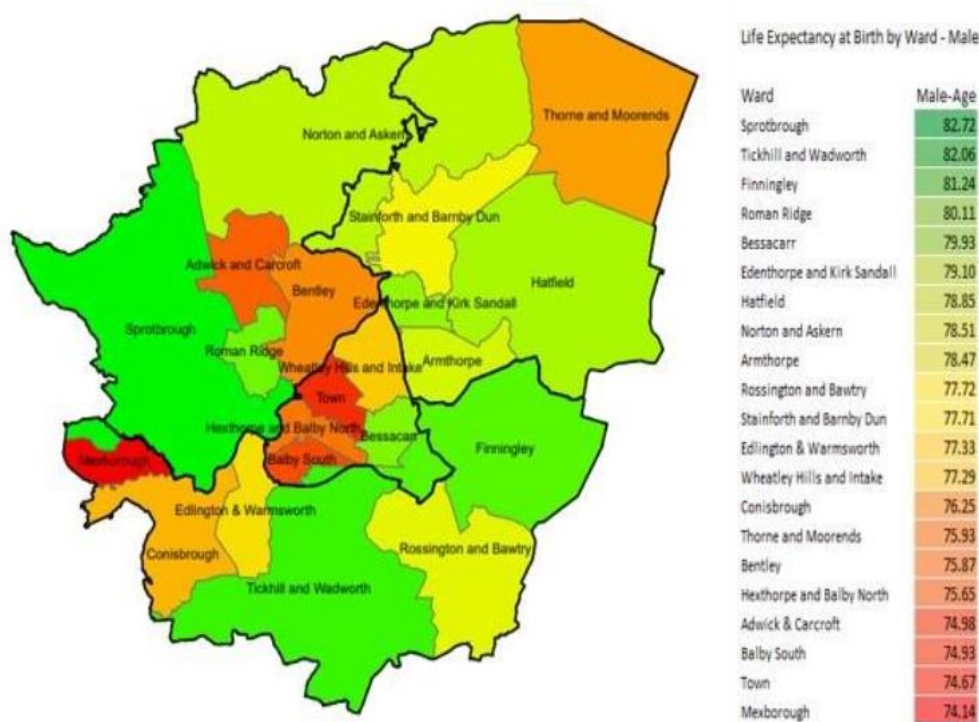 Norton and Askern
Thorne and Moorends
Stainforth and Barnby Dun
Adwick and Carcroft
Hatfield
Bentley
Edenthorpe and Kirk Sandall
Sprotbrough
Roman Ridge
Wheatley Hills and Intake
Armthorpe
Town
Hexthorpe and Balby North
Bessacarr
Finningley
Mexborough
Balby South
Edlington & Warmsworth
Conisbrough
Rossington and Bawtry
Tickhill and Wadworth
Life Expectancy at Birth by Ward - Male
Ward Male-Age
Sprotbrough 82.72
Tickhill and Wadworth 82.06
Finningley 81.24
Roman Ridge 80.11
Bessacarr 79.93
Edenthorpe and Kirk Sandall 79.10
Hatfield 78.85
Norton and Askern 78.51
Armthorpe 78.47
Rossington and Bawtry 77.72
Stainforth and Barnby Dun 77.71
Edlington & Warmsworth 77.33
Wheatley Hills and Intake 77.29
Conisbrough 76.25
Thorne and Moorends 75.93
Bentley 75.87
Hexthorpe and Balby North 75.65
Adwick & Carcroft 74.98
Balby South 74.93
Town 74.67
Mexborough 74.14